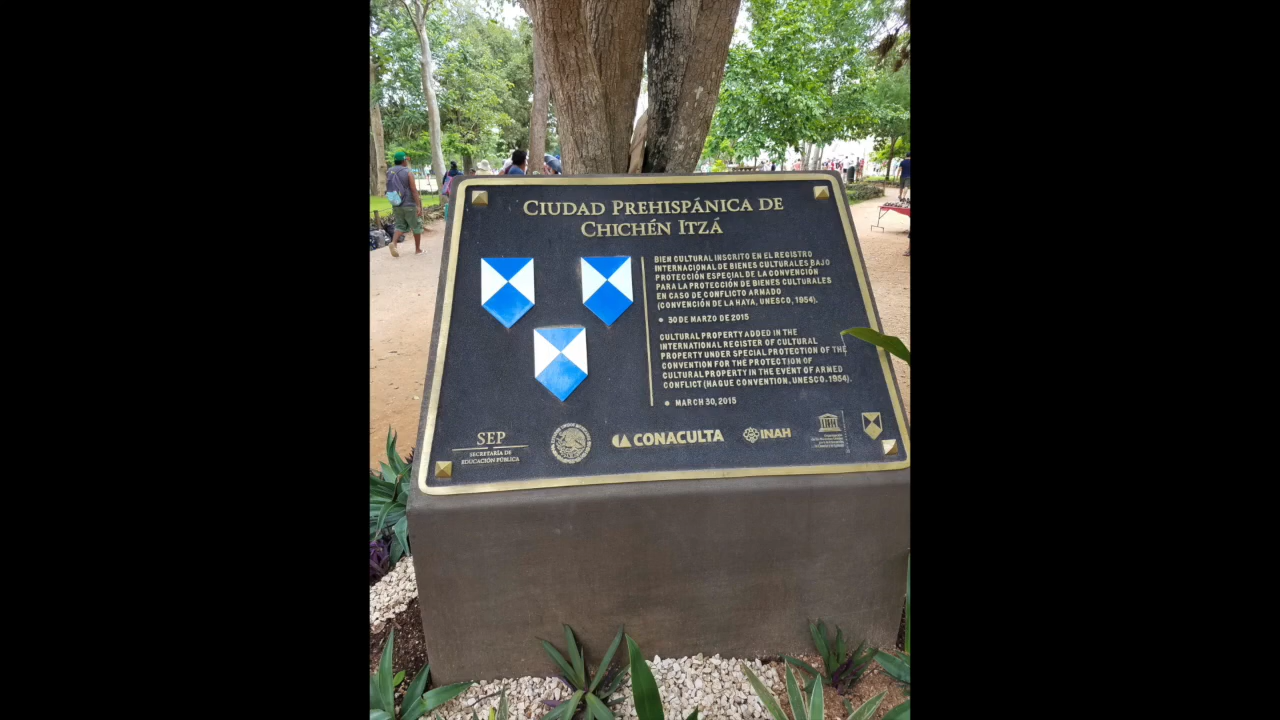 CIUDAD PREHISPÁNICA DE
CHICHÉN ITZÁ
BIEN CULTURAL INSCRITO EN EL REGISTRO
INTERNACIONAL DE BIENES CULTURALES BAJO
PROTECCIÓN ESPECIAL DE LA CONVENCIÓN
PARA LA PROTECCIÓN DE BIENES CULTURALES
EN CASO DE CONFLICTO ARMADO
(CONVENCIÓN DE LA HAYA, UNESCO, 1954).
• 30 DE MARZO DE 2015
CULTURAL PROPERTY ADDED IN THE
INTERNATIONAL REGISTER OF CULTURAL
PROPERTY UNDER SPECIAL PROTECTION OF THE
CONVENTION FOR THE PROTECTION OF
CULTURAL PROPERTY IN THE EVENT OF ARMED
CONFLICT (HAGUE CONVENTION, UNESCO, 1954).
• MARCH 30, 2015
SEP
SECRETARÍA DE
EDUCACIÓN PÚBLICA
CONACULTA
INAH